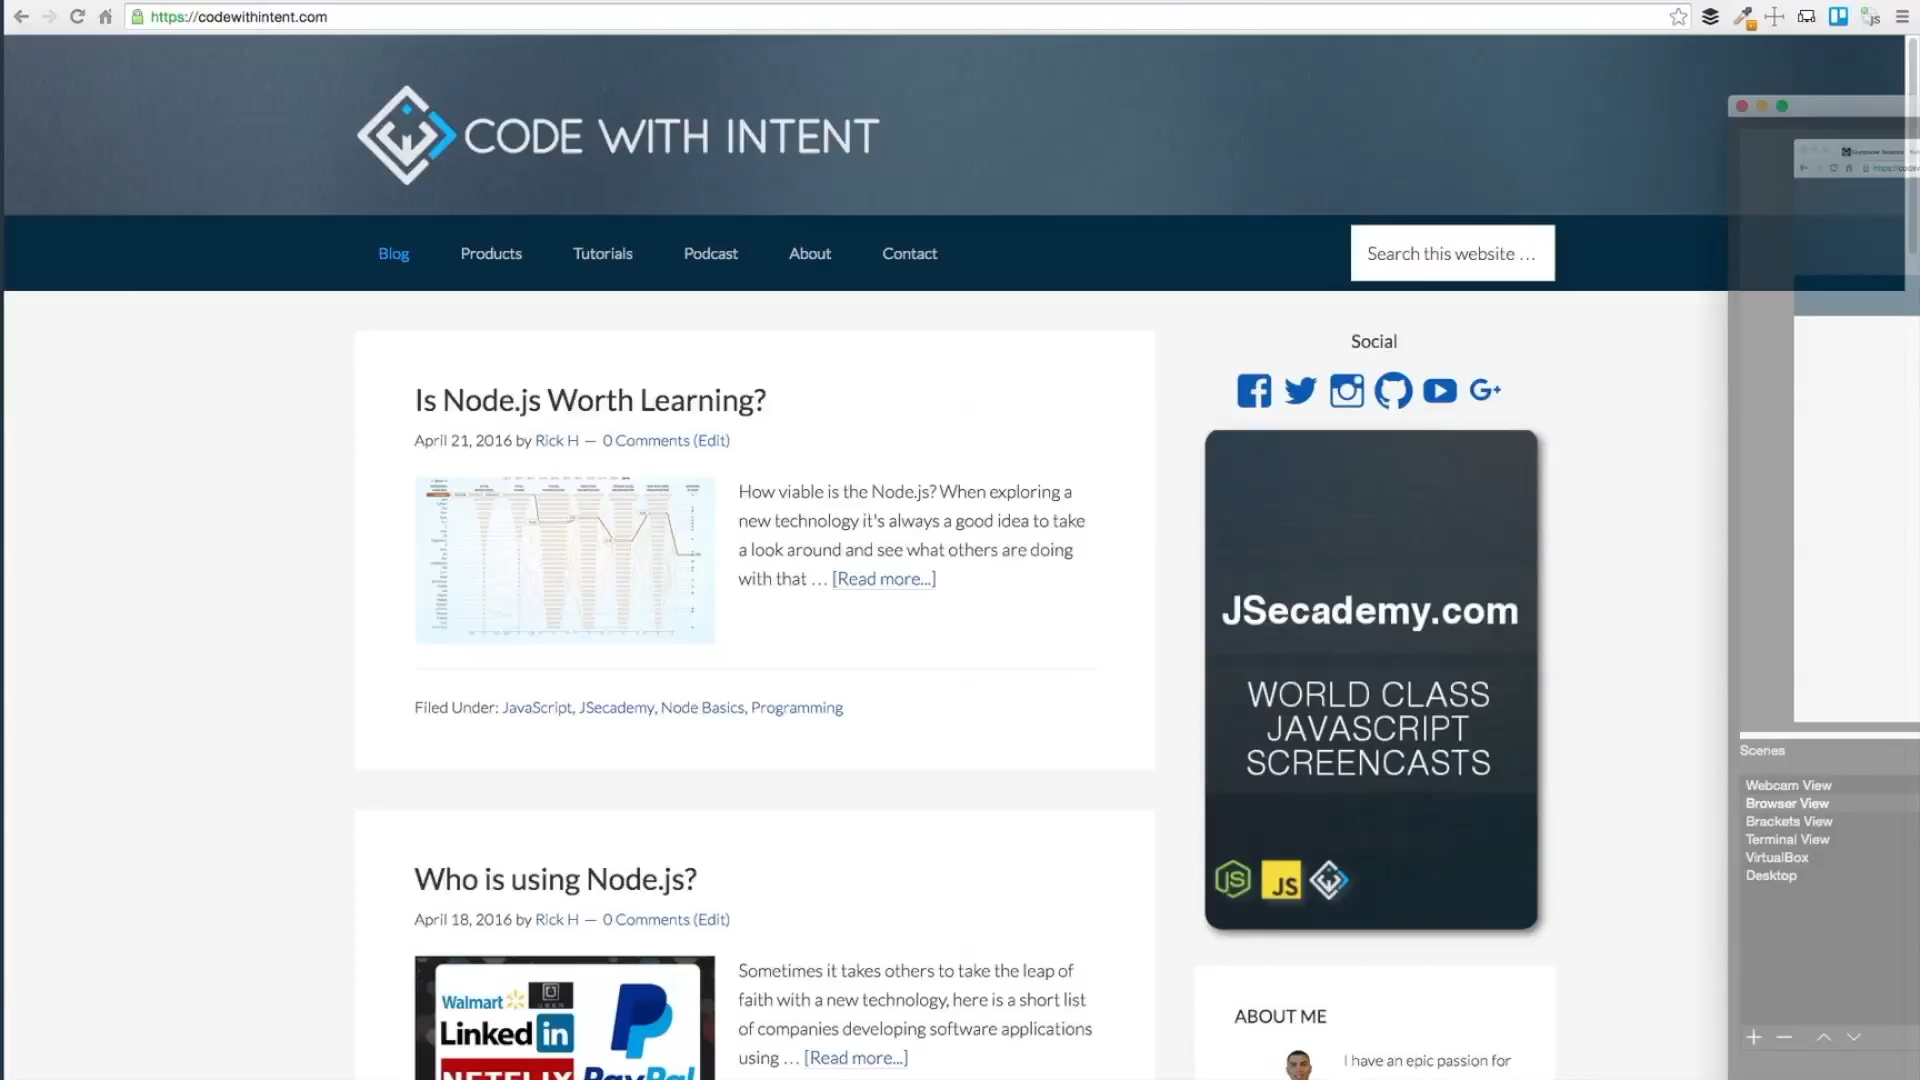 https://codewithintent.com
CODE WITH INTENT
Blog Products Tutorials Podcast About Contact
Search this website …
Is Node.js Worth Learning?
April 21, 2016 by Rick H — 0 Comments (Edit)
How viable is the Node.js? When exploring a
new technology it's always a good idea to take
a look around and see what others are doing
with that … [Read more...]
Filed Under: JavaScript, JSecademy, Node Basics, Programming
Who is using Node.js?
April 18, 2016 by Rick H — 0 Comments (Edit)
Walmart
UBER
Linked in
PayPal
NETFLIX
Sometimes it takes others to take the leap of
faith with a new technology, here is a short list
of companies developing software applications
using … [Read more...]
Social
G+
JSecademy.com
WORLD CLASS
JAVASCRIPT
SCREENCASTS
JS
JS
ABOUT ME
I have an epic passion for
Scenes
Webcam View
Browser View
Brackets View
Terminal View
VirtualBox
Desktop